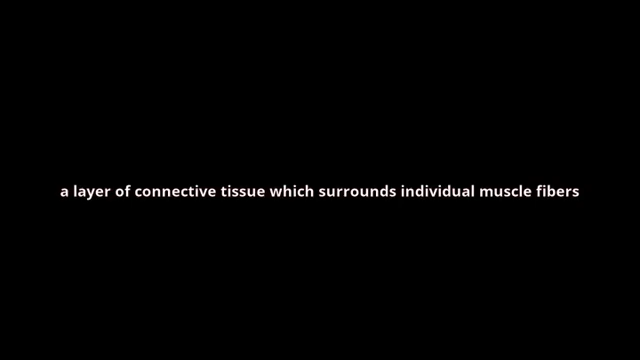 a layer of connective tissue which surrounds individual muscle fibers